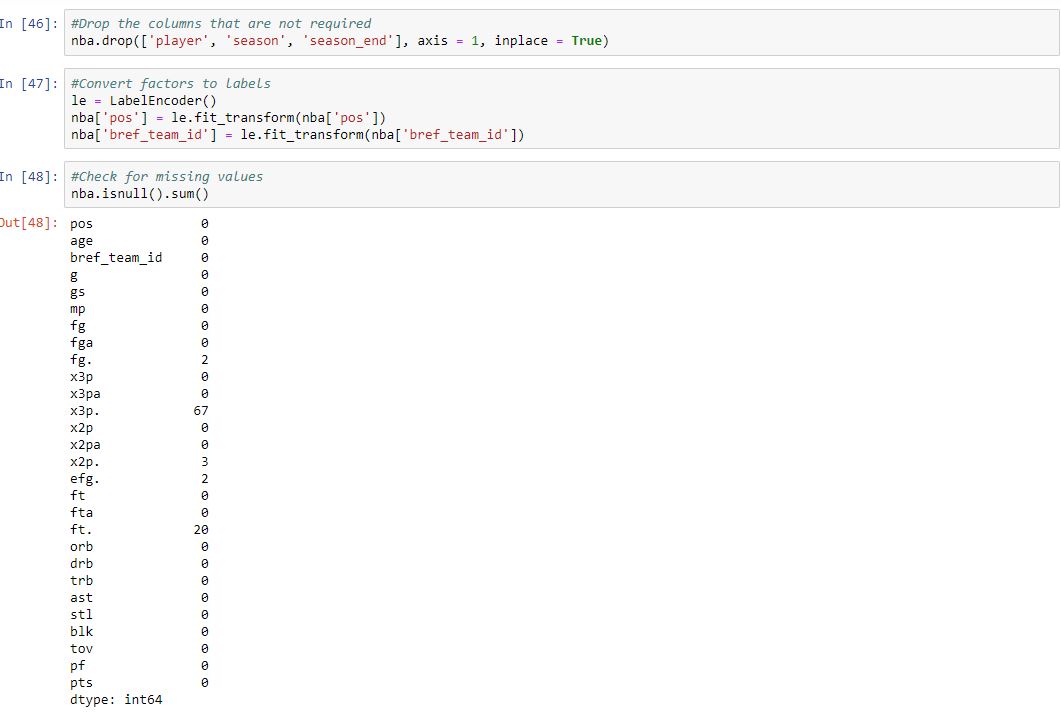 In [46]: #Drop the columns that are not required
nba.drop(['player', 'season', 'season_end'], axis = 1, inplace = True)
In [47]: #Convert factors to labels
le = LabelEncoder()
nba['pos'] = le.fit_transform(nba['pos'])
nba['bref_team_id'] = le.fit_transform(nba['bref_team_id'])
In [48]: #Check for missing values
nba.isnull().sum()
Out[48]: pos 0
age 0
bref_team_id 0
g 0
gs 0
mp 0
fg 0
fga 0
fg. 2
x3p 0
x3pa 0
x3p. 67
x2p 0
x2pa 0
x2p. 3
efg. 2
ft 0
fta 0
ft. 20
orb 0
drb 0
trb 0
ast 0
stl 0
blk 0
tov 0
pf 0
pts 0
dtype: int64